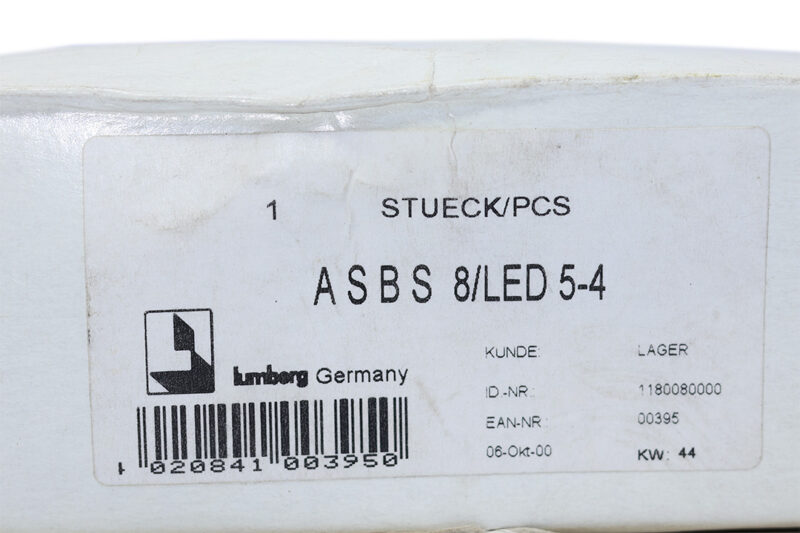 1 STUECK/PCS
ASBS 8/LED 5-4
lumberg Germany
4 020841 003950
KUNDE: LAGER
ID.-NR.: 1180080000
EAN-NR: 00395
06-Okt-00 KW: 44